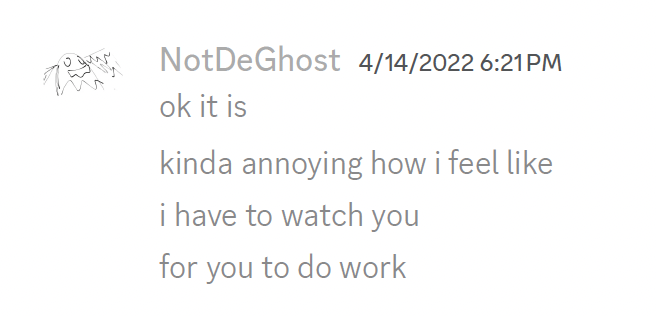 NotDeGhost 4/14/2022 6:21 PM
ok it is
kinda annoying how i feel like
i have to watch you
for you to do work